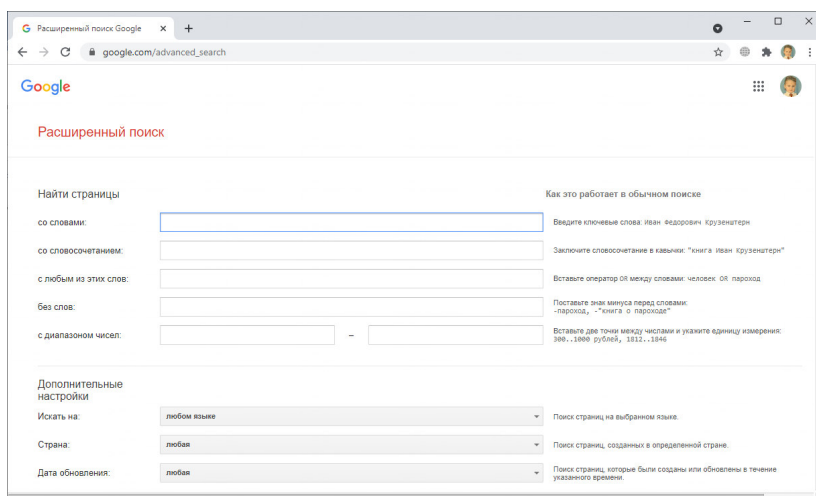 Расширенный поиск Google
google.com/advanced_search
Google
Расширенный поиск
Найти страницы
Как это работает в обычном поиске
со словами:
Введите ключевые слова: Иван Федорович Крузенштерн
со словосочетанием:
Заключите словосочетание в кавычки: "книга Иван Крузенштерн"
с любым из этих слов:
Вставьте оператор OR между словами: человек OR пароход
без слов:
Поставьте знак минуса перед словами:
-пароход, -"книга о пароходе"
с диапазоном чисел:
–
Вставьте две точки между числами и укажите единицу измерения:
300..1000 рублей, 1812..1846
Дополнительные
настройки
Искать на:
любом языке
Поиск страниц на выбранном языке.
Страна:
любая
Поиск страниц, созданных в определенной стране.
Дата обновления:
любая
Поиск страниц, которые были созданы или обновлены в течение
указанного времени.